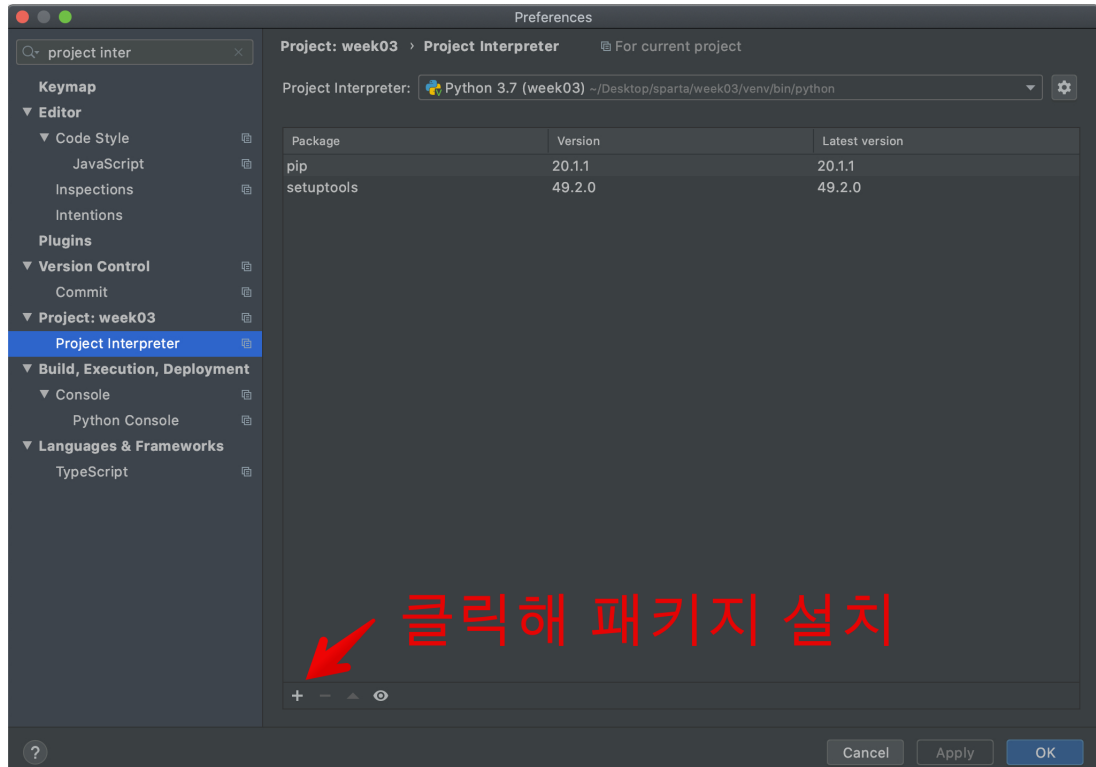 Preferences
project inter
Project: week03 › Project Interpreter For current project
Keymap
Editor
Code Style
JavaScript
Inspections
Intentions
Plugins
Version Control
Commit
Project: week03
Project Interpreter
Build, Execution, Deployment
Console
Python Console
Languages & Frameworks
TypeScript
Project Interpreter: Python 3.7 (week03) ~/Desktop/sparta/week03/venv/bin/python
Package Version Latest version
pip 20.1.1 20.1.1
setuptools 49.2.0 49.2.0
클릭해 패키지 설치
? Cancel Apply OK